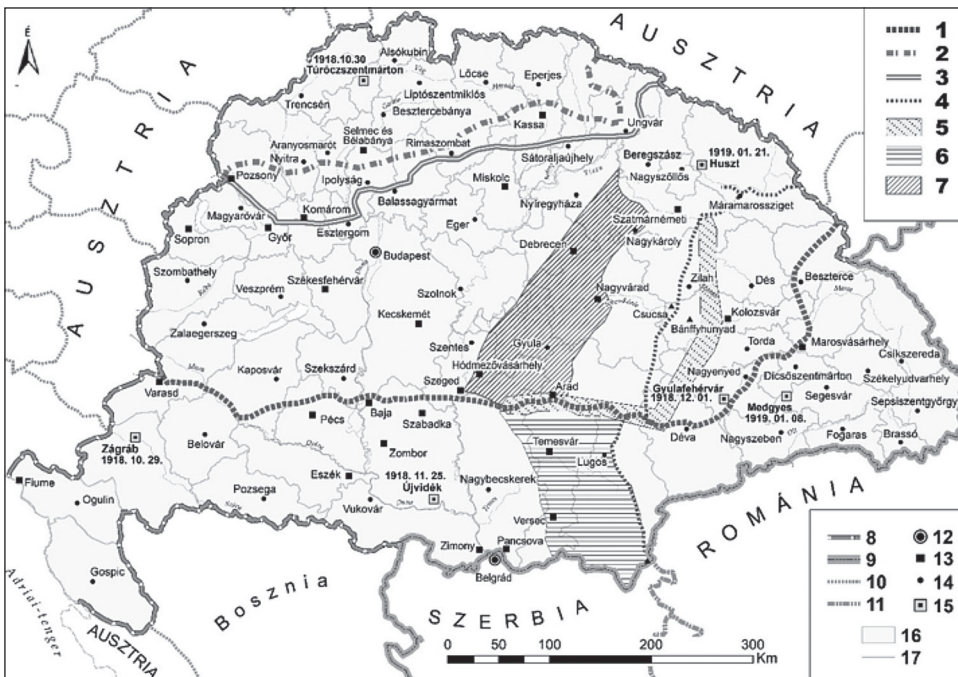 É
AUSZTRIA
AUSZTRIA
1
2
3
4
5
6
7
1918.10.30
Túróczszentmárton
Alsókubin
Lőcse
Eperjes
Liptószentmiklós
Trencsén
Besztercebánya
Kassa
Ungvár
Selmec és
Bélabánya
Aranyosmarót
Nyitra
Rimaszombat
Sátoraljaújhely
Beregszász
1919. 01. 21.
Huszt
Nagyszőllős
Pozsony
Ipolyság
Miskolc
Nyíregyháza
Máramarossziget
Magyaróvár
Komárom
Balassagyarmat
Szatmárnémeti
Sopron
Győr
Esztergom
Eger
Nagykároly
Debrecen
Budapest
Szombathely
Székesfehérvár
Veszprém
Szolnok
Zilah
Dés
Beszterce
Nagyvárad
Csucsa
Kolozsvár
Kecskemét
Bánffyhunyad
Zalaegerszeg
Szentes
Gyula
Torda
Marosvásárhely
Csíkszereda
Kaposvár
Szekszárd
Hódmezővásárhely
Nagyenyed
Dicsőszentmárton
Székelyudvarhely
Szeged
Arad
Gyulafehérvár
1918. 12. 01.
Segesvár
Varasd
Medgyes
1919. 01. 08.
Sepsiszentgyörgy
Baja
Pécs
Szabadka
Déva
Nagyszeben
Fogaras
Brassó
Zágráb
1918. 10. 29.
Belovár
Zombor
Temesvár
Lugos
Eszék
1918. 11. 25.
Újvidék
Nagybecskerek
Fiume
Ogulin
Pozsega
Vukovár
Versec
Zimony
Pancsova
Belgrád
Gospic
Adriai-tenger
AUSZTRIA
Bosznia
SZERBIA
ROMÁNIA
0 50 100 200 300
Km
8
9
10
11
12
13
14
15
16
17